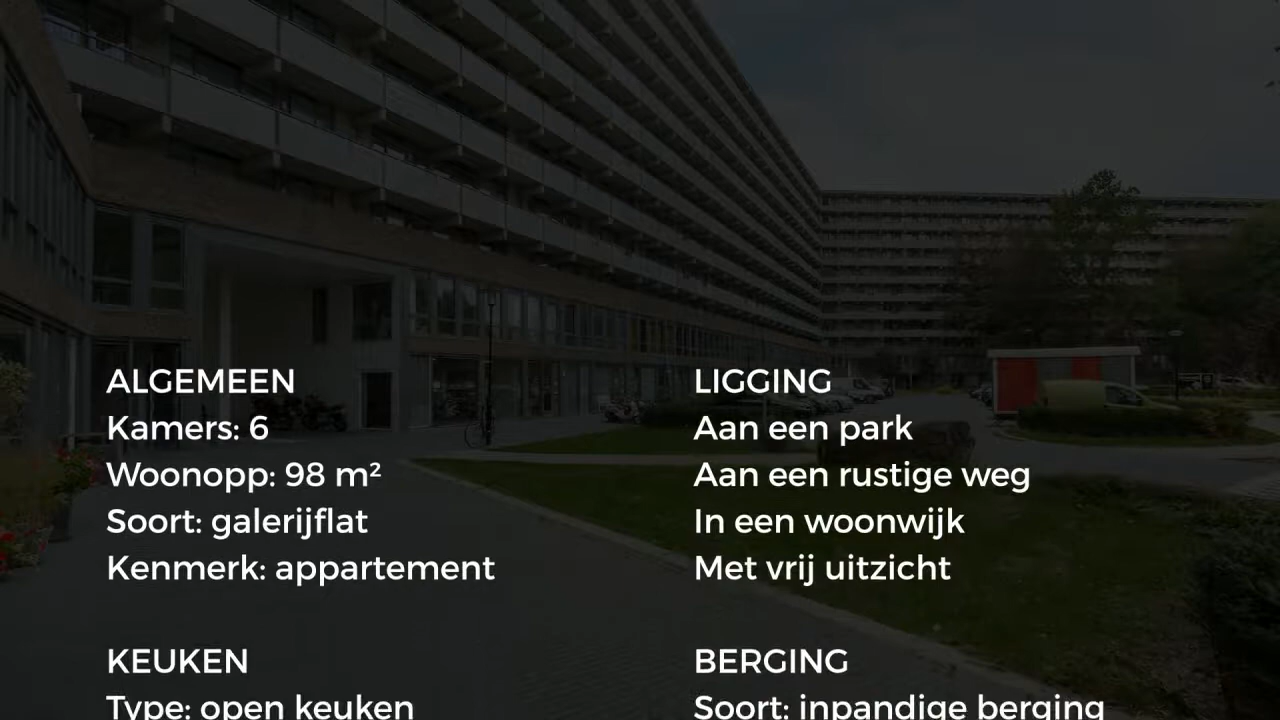 ALGEMEEN
Kamers: 6
Woonopp: 98 m²
Soort: galerijflat
Kenmerk: appartement
KEUKEN
Type: open keuken
LIGGING
Aan een park
Aan een rustige weg
In een woonwijk
Met vrij uitzicht
BERGING
Soort: inpandige berging